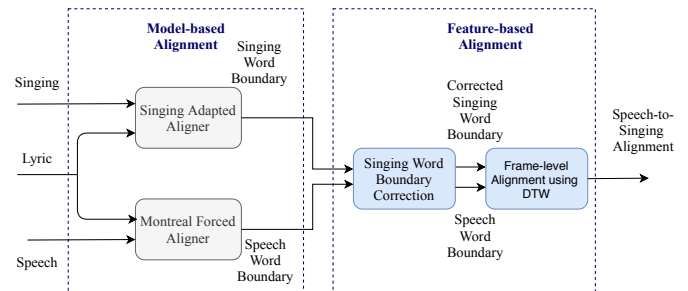 Model-based
Alignment
Feature-based
Alignment
Singing
Word
Boundary
Singing
Singing Adapted
Aligner
Lyric
Montreal Forced
Aligner
Speech
Speech
Word
Boundary
Singing Word
Boundary
Correction
Corrected
Singing
Word
Boundary
Speech
Word
Boundary
Frame-level
Alignment using
DTW
Speech-to-
Singing
Alignment